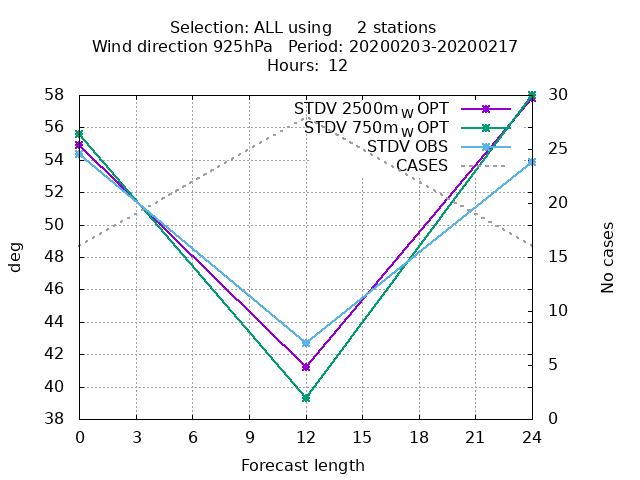 Selection: ALL using     2 stations
Wind direction 925hPa   Period: 20200203-20200217
Hours: 12
STDV 2500m W OPT
STDV 750m W OPT
STDV OBS
CASES
58
56
54
52
50
48
46
44
42
40
38
30
25
20
15
10
5
0
deg
No cases
0 3 6 9 12 15 18 21 24
Forecast length